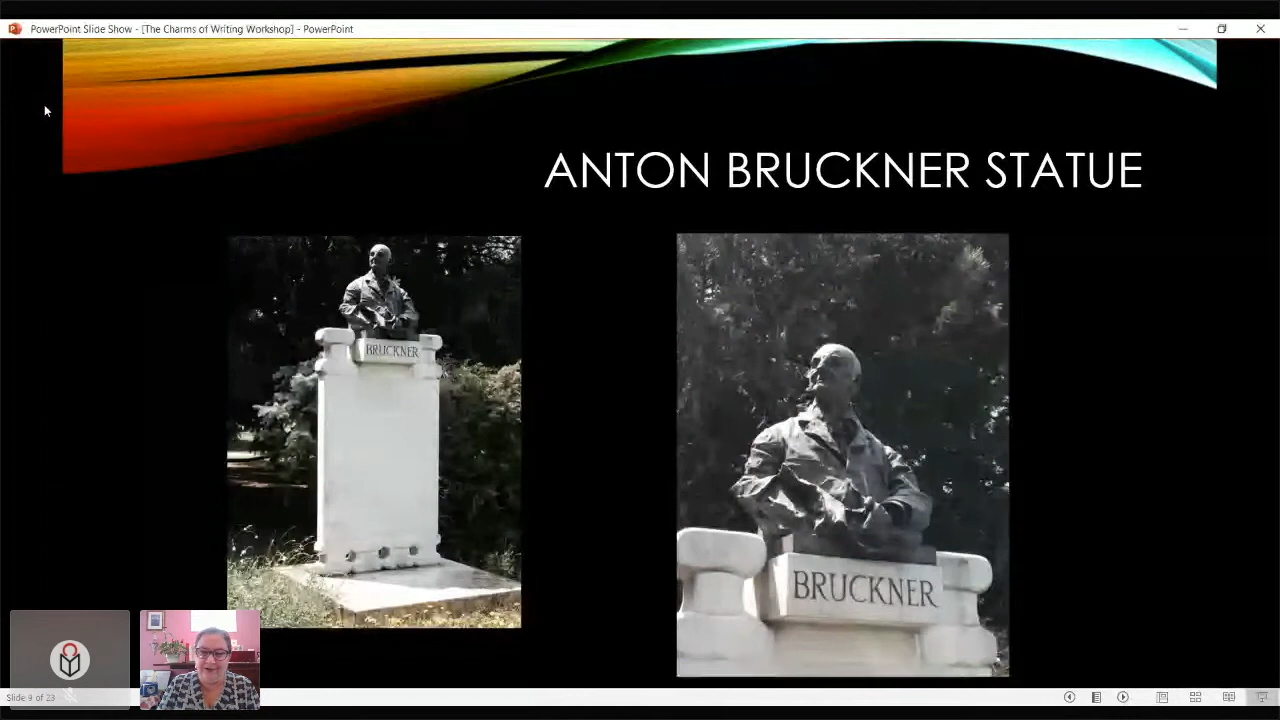 PowerPoint Slide Show - [The Charms of Writing Workshop] - PowerPoint
ANTON BRUCKNER STATUE
BRUCKNER
BRUCKNER
Slide 9 of 23